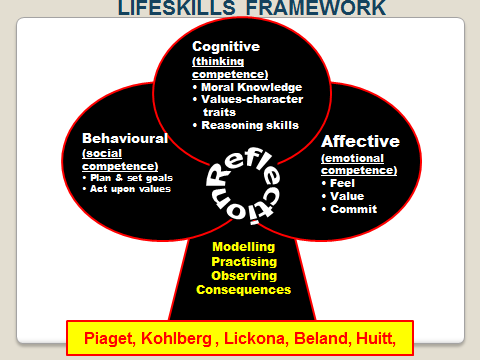 LIFESKILLS FRAMEWORK
Cognitive
(thinking
competence)
• Moral Knowledge
• Values-character
traits
• Reasoning skills
Behavioural
(social
competence)
• Plan & set goals
• Act upon values
Affective
(emotional
competence)
• Feel
• Value
• Commit
Reflection
Modelling
Practising
Observing
Consequences
Piaget, Kohlberg , Lickona, Beland, Huitt,